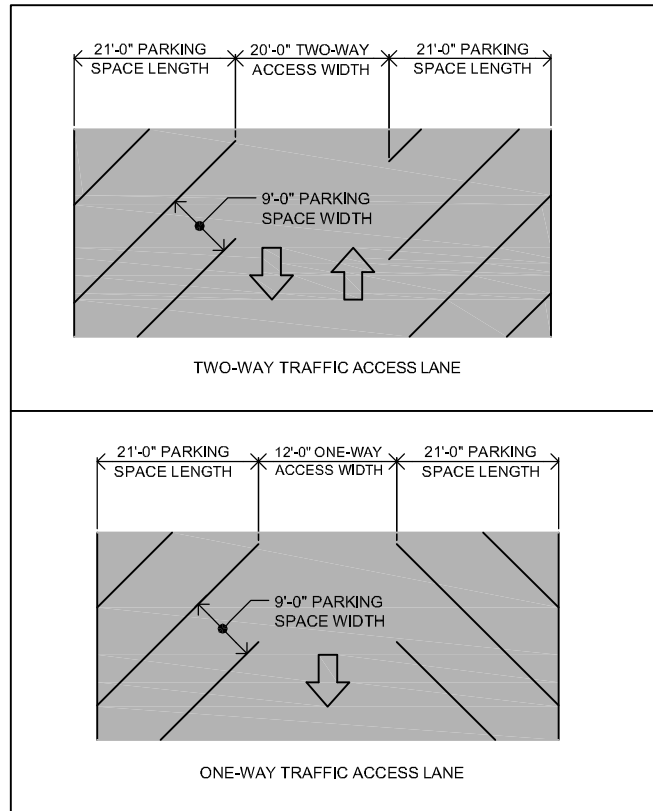 21'-0" PARKING
SPACE LENGTH
20'-0" TWO-WAY
ACCESS WIDTH
21'-0" PARKING
SPACE LENGTH
9'-0" PARKING
SPACE WIDTH
TWO-WAY TRAFFIC ACCESS LANE
21'-0" PARKING
SPACE LENGTH
12'-0" ONE-WAY
ACCESS WIDTH
21'-0" PARKING
SPACE LENGTH
9'-0" PARKING
SPACE WIDTH
ONE-WAY TRAFFIC ACCESS LANE